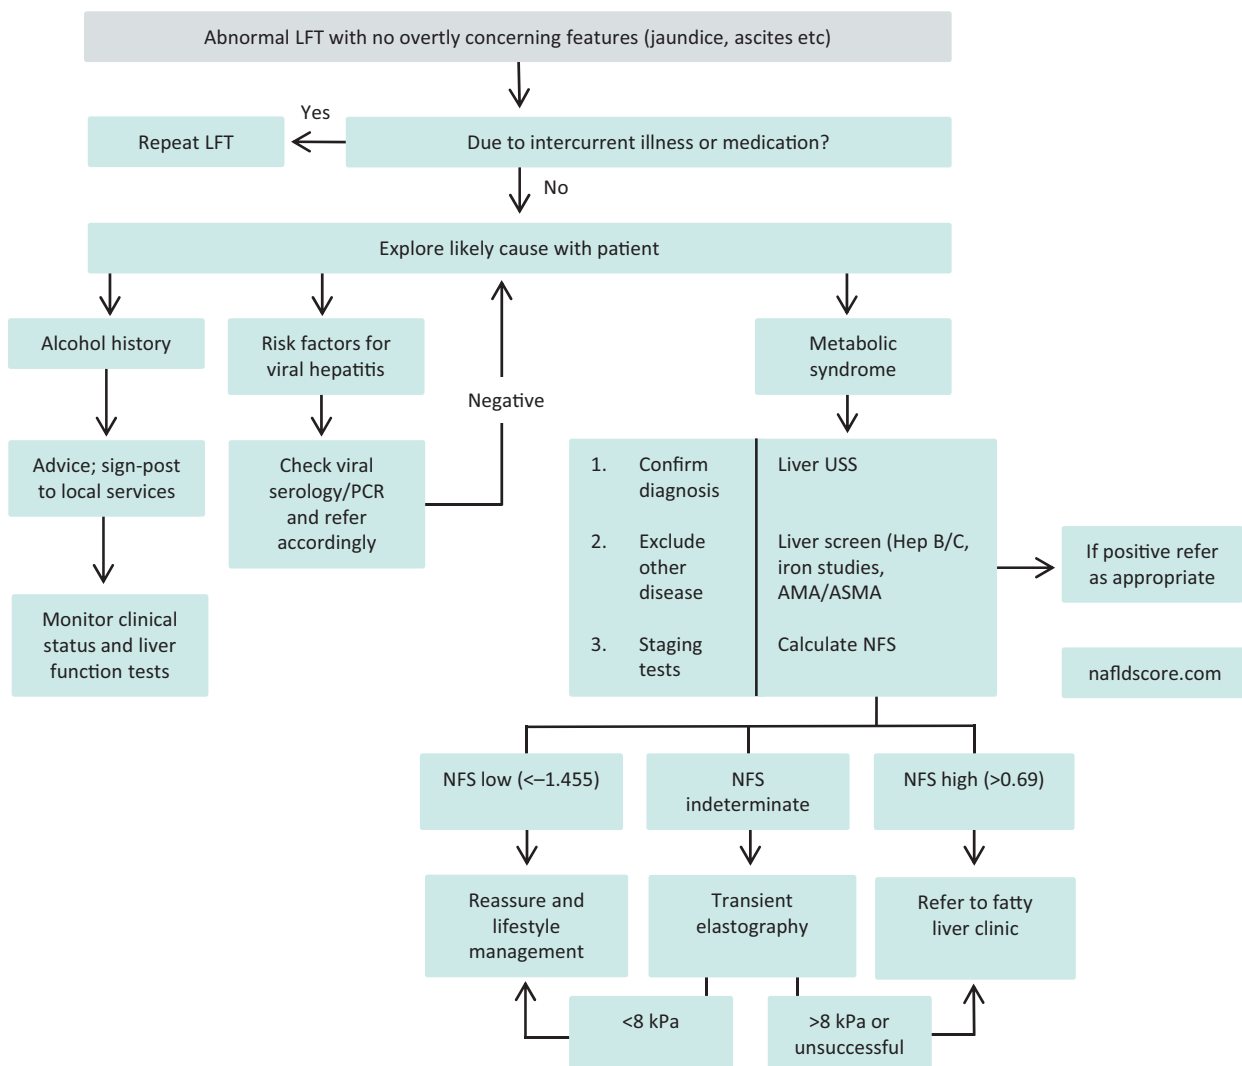 Abnormal LFT with no overtly concerning features (jaundice, ascites etc)
Yes
Repeat LFT
Due to intercurrent illness or medication?
No
Explore likely cause with patient
Alcohol history
Risk factors for
viral hepatitis
Metabolic
syndrome
Negative
Advice; sign-post
to local services
Check viral
serology/PCR
and refer
accordingly
1. Confirm
diagnosis
Liver USS
2. Exclude
other
disease
Liver screen (Hep B/C,
iron studies,
AMA/ASMA
3. Staging
tests
Calculate NFS
If positive refer
as appropriate
Monitor clinical
status and liver
function tests
nafldscore.com
NFS low (<–1.455)
NFS
indeterminate
NFS high (>0.69)
Reassure and
lifestyle
management
Transient
elastography
Refer to fatty
liver clinic
<8 kPa
>8 kPa or
unsuccessful